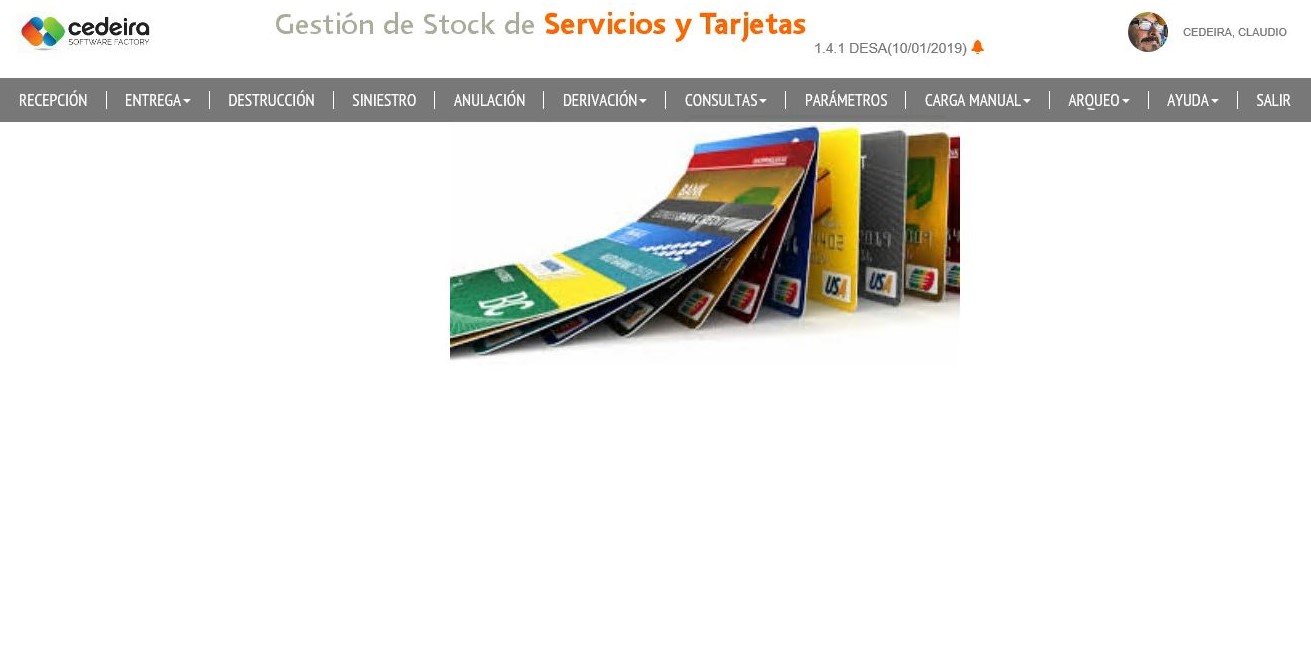 cedeira
SOFTWARE FACTORY
Gestión de Stock de Servicios y Tarjetas
1.4.1 DESA(10/01/2019)
CEDEIRA, CLAUDIO
RECEPCIÓN ENTREGA DESTRUCCIÓN SINIESTRO ANULACIÓN DERIVACIÓN CONSULTAS PARÁMETROS CARGA MANUAL ARQUEO AYUDA SALIR
BANK
BC
USA
USA